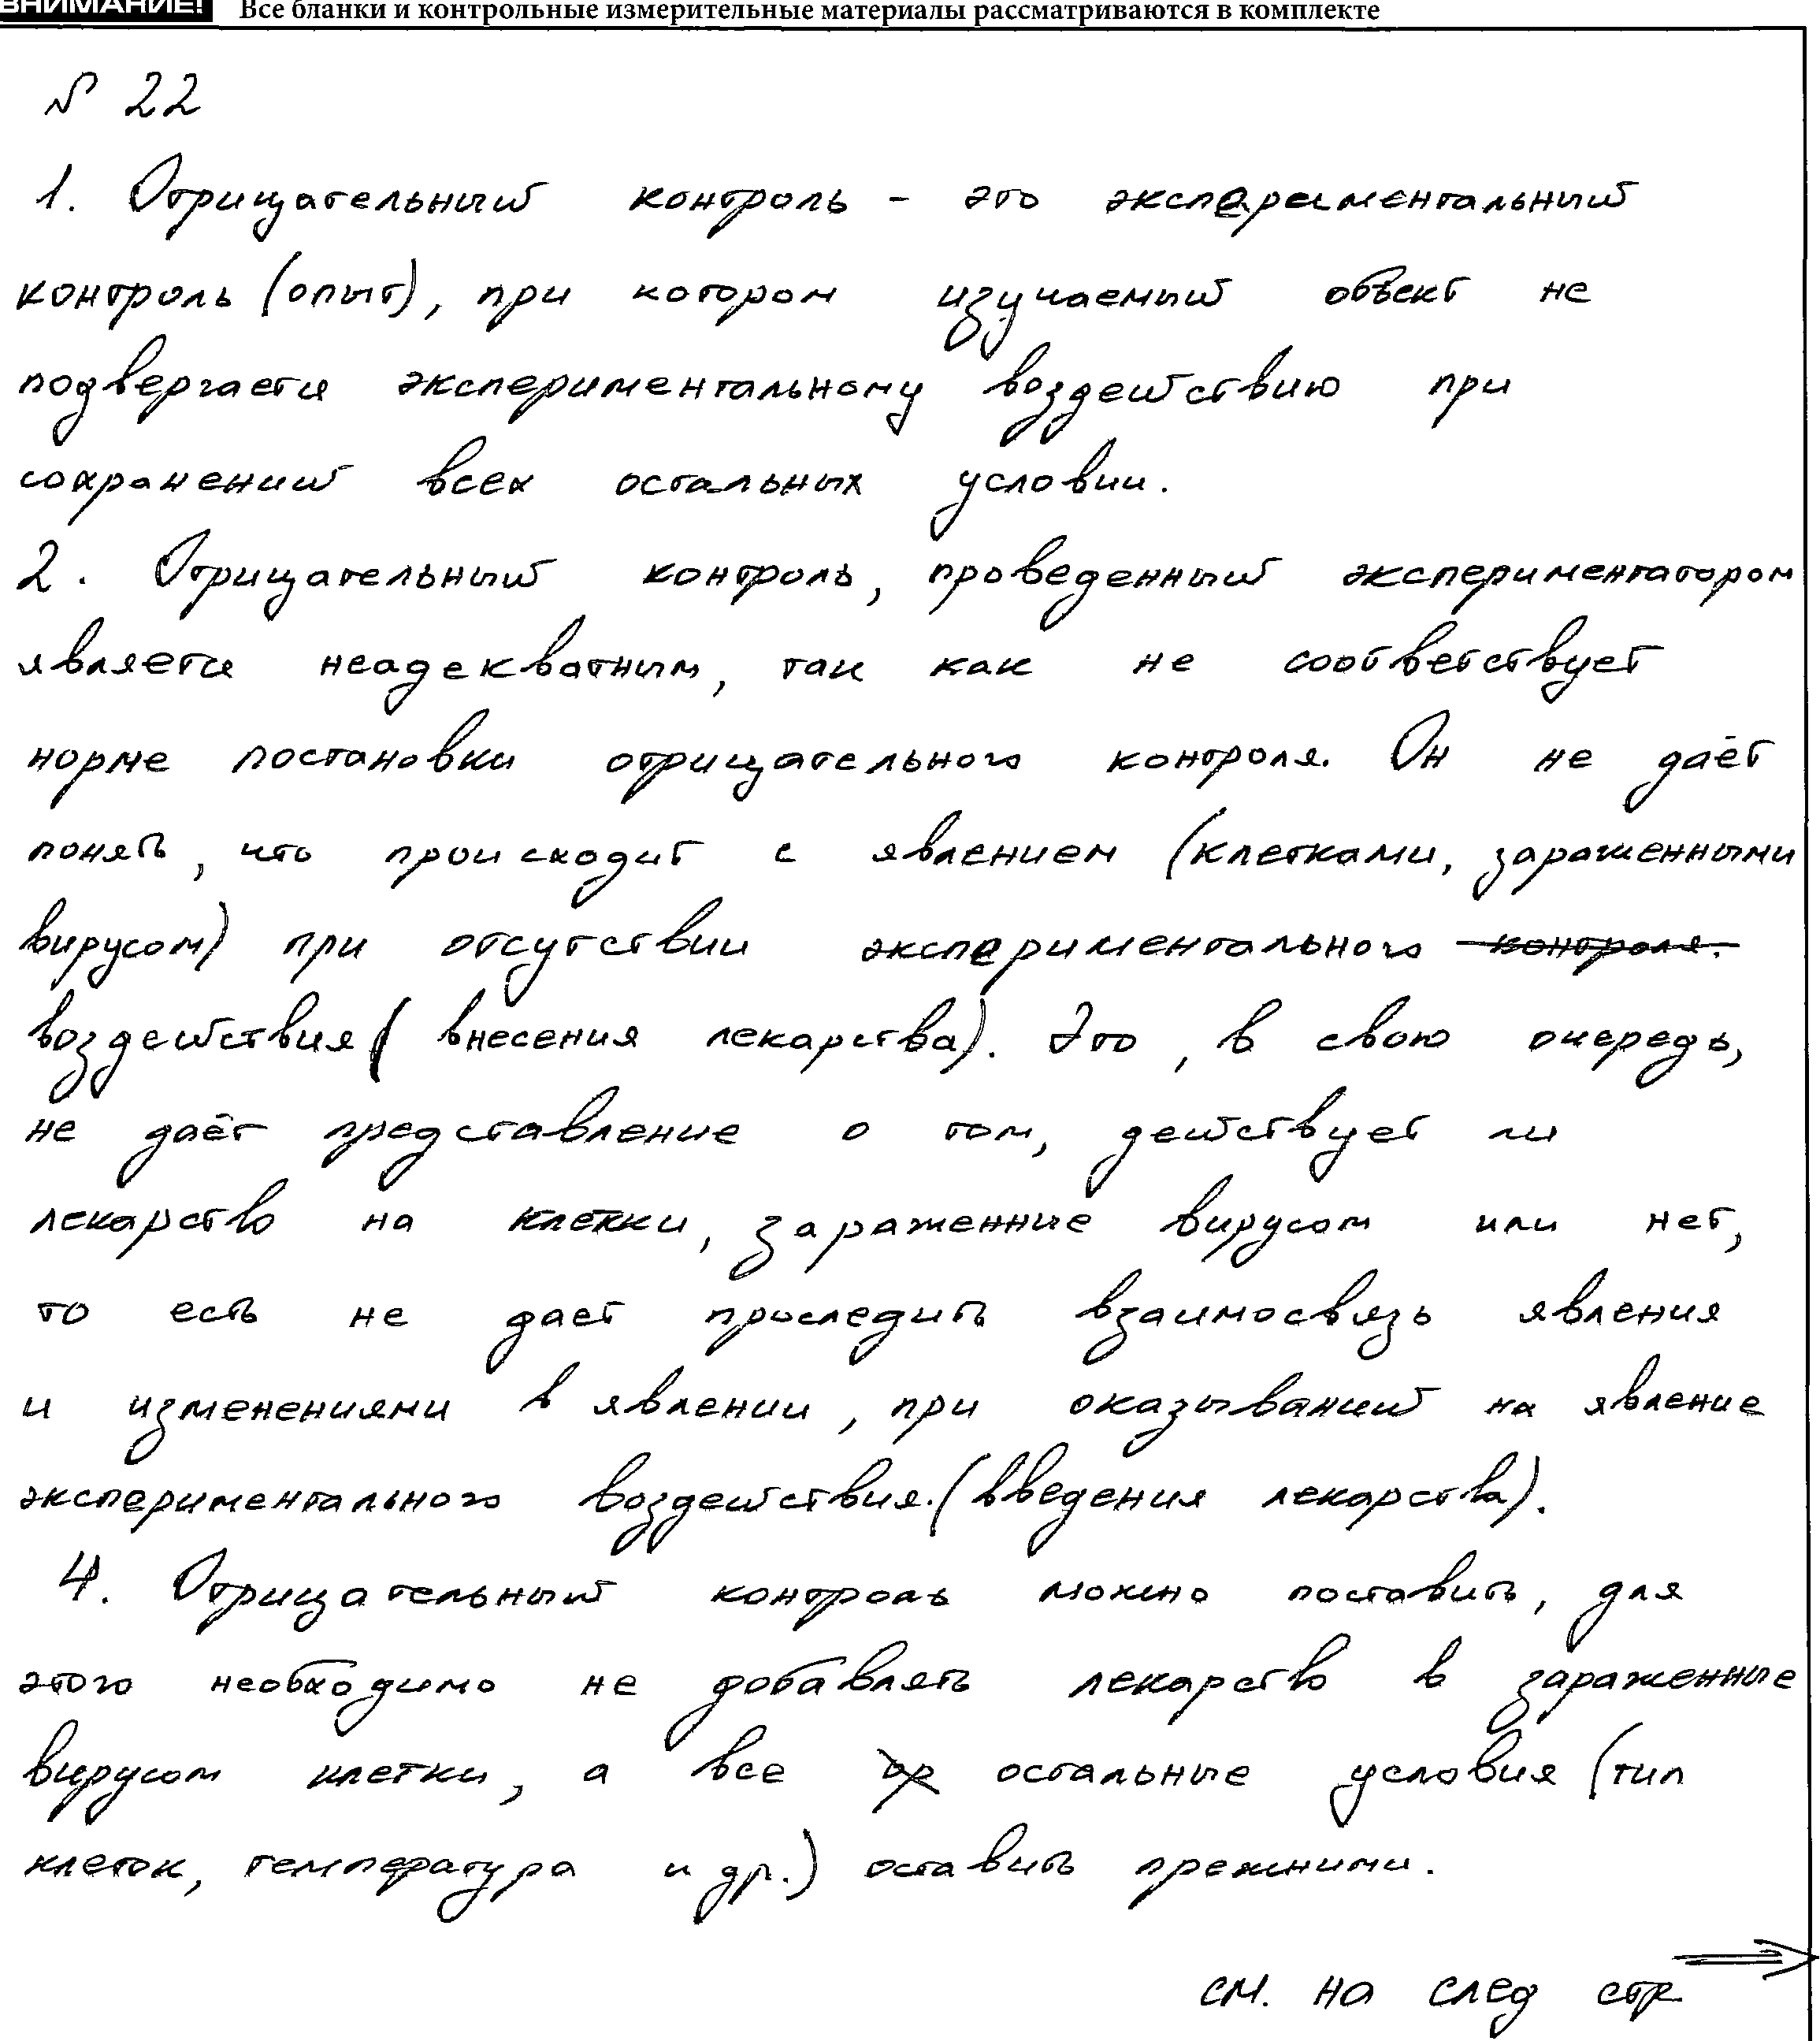 ВНИМАНИЕ! Все бланки и контрольные измерительные материалы рассматриваются в комплекте
№ 22
1. Отрицательный контроль - это экспериментальный
контроль (опыт), при котором изучаемый объект не
подвергается экспериментальному воздействию при
сохранений всех остальных условии.
2. Отрицательный контроль, проведенный экспериментатором
является неадекватным, так как не соответствует
норме постановки отрицательного контроля. Он не даёт
понять, что происходит с явлением (клетками, зараженными
вирусом) при отсутствии экспериментального контроля.
воздействия (внесения лекарства). Это, в свою очередь,
не даёт представление о том, действует ли
лекарство на клетки, зараженные вирусом или нет,
то есть не дает проследить взаимосвязь явления
и изменениями в явлении, при оказываний на явление
экспериментального воздействия.(введения лекарства).
4. Отрицательный контроль можно поставить, для
этого необходимо не добавлять лекарство в зараженные
вирусом клетки, а все ор остальные условия (тип
клеток, температура и др.) оставить прежними.
см. на след стр.